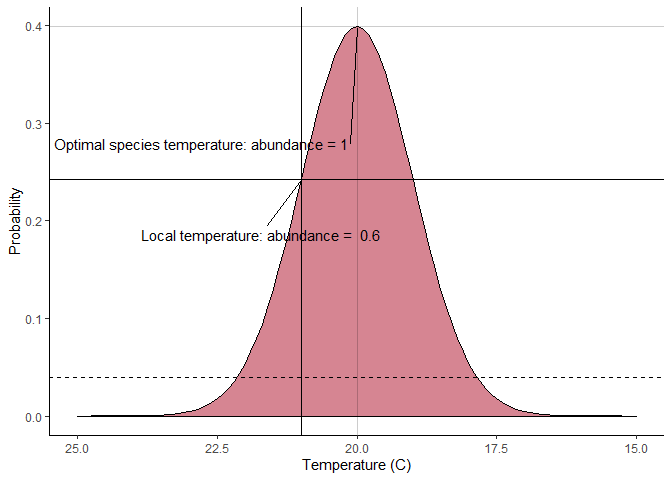 0.4
0.3
Optimal species temperature: abundance = 1
0.2
Local temperature: abundance =  0.6
0.1
0.0
Probability
25.0 22.5 20.0 17.5 15.0
Temperature (C)